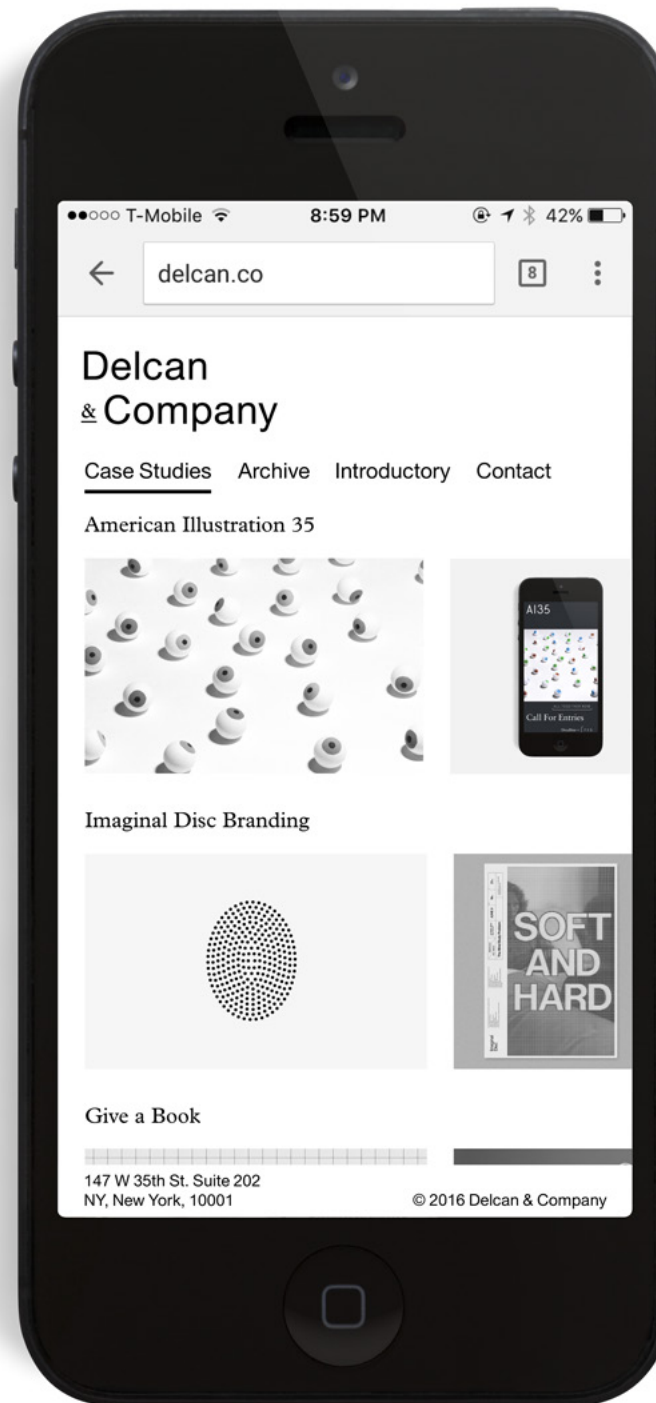 T-Mobile 8:59 PM 42%
delcan.co 8
Delcan
& Company
Case Studies Archive Introductory Contact
American Illustration 35
AI35
Call For Entries
Imaginal Disc Branding
SOFT
AND
HARD
Give a Book
147 W 35th St. Suite 202
NY, New York, 10001
© 2016 Delcan & Company